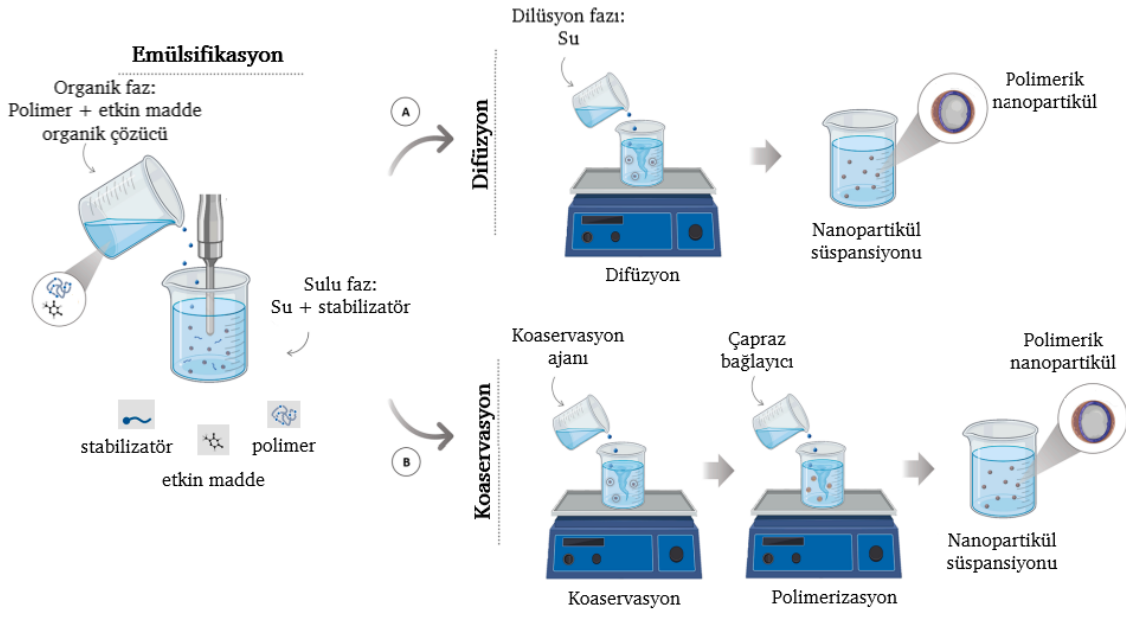 Emülsifikasyon
Organik faz:
Polimer + etkin madde
organik çözücü
Sulu faz:
Su + stabilizatör
stabilizatör
polimer
etkin madde
A
Difüzyon
Dilüsyon fazı:
Su
Difüzyon
Polimerik
nanopartikül
Nanopartikül
süspansiyonu
B
Koaservasyon
Koaservasyon
ajanı
Koaservasyon
Çapraz
bağlayıcı
Polimerizasyon
Polimerik
nanopartikül
Nanopartikül
süspansiyonu